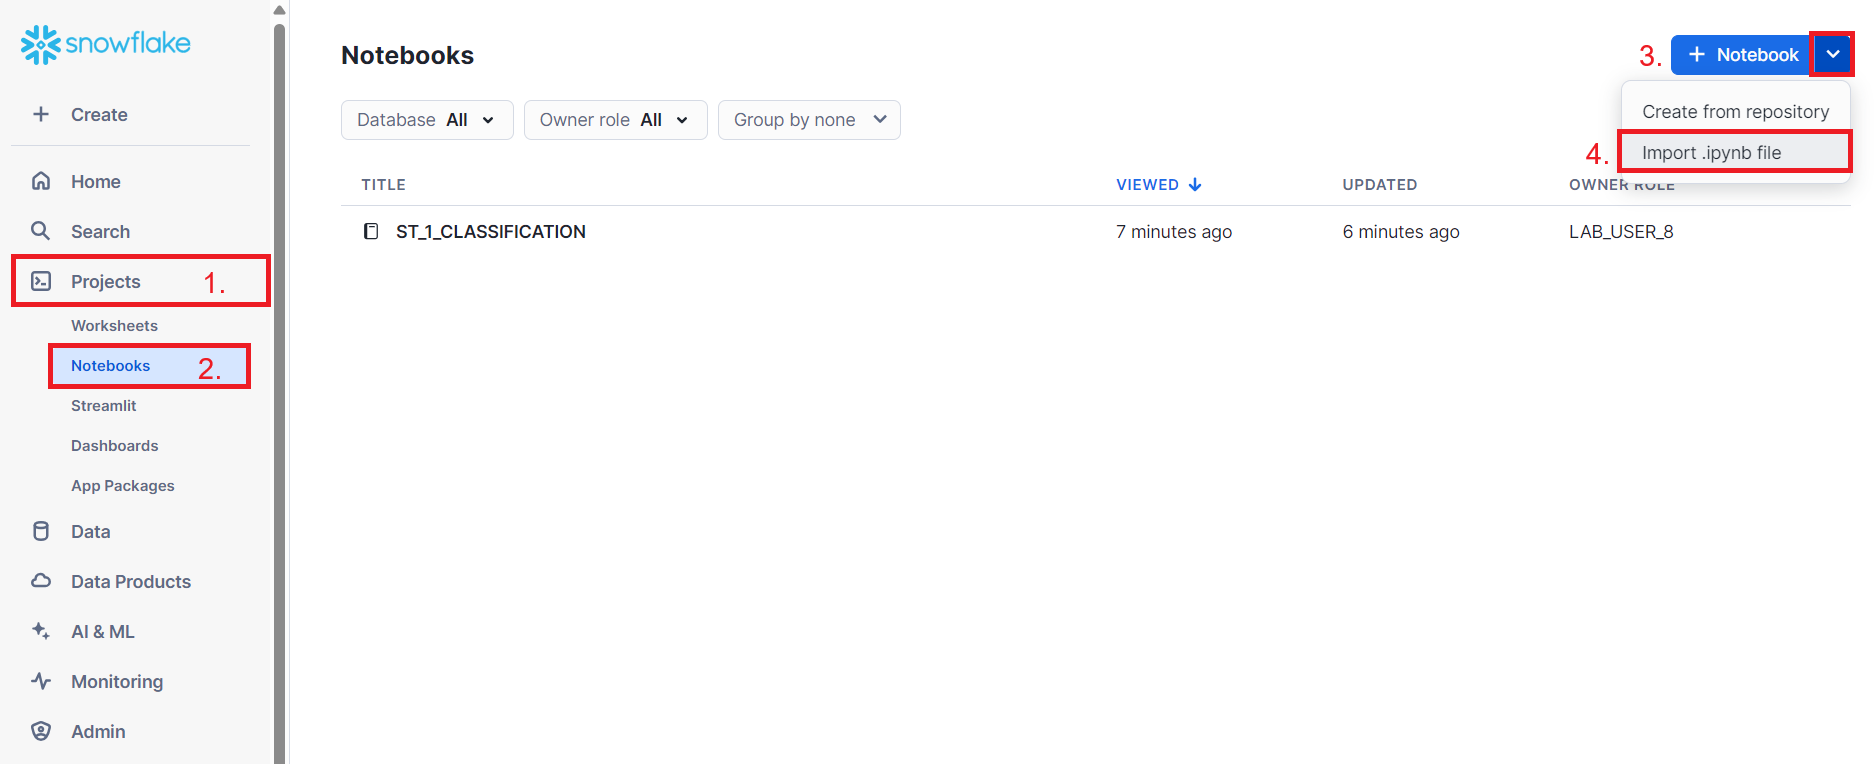 snowflake
Create
Home
Search
Projects 1.
Worksheets
Notebooks 2.
Streamlit
Dashboards
App Packages
Data
Data Products
AI & ML
Monitoring
Admin
Notebooks
3. + Notebook
Create from repository
4. Import .ipynb file
Database All
Owner role All
Group by none
TITLE VIEWED UPDATED OWNER ROLE
ST_1_CLASSIFICATION 7 minutes ago 6 minutes ago LAB_USER_8